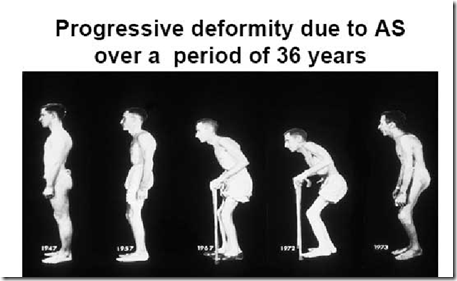 Progressive deformity due to AS
over a period of 36 years
1947 1957 1967 1972 1973